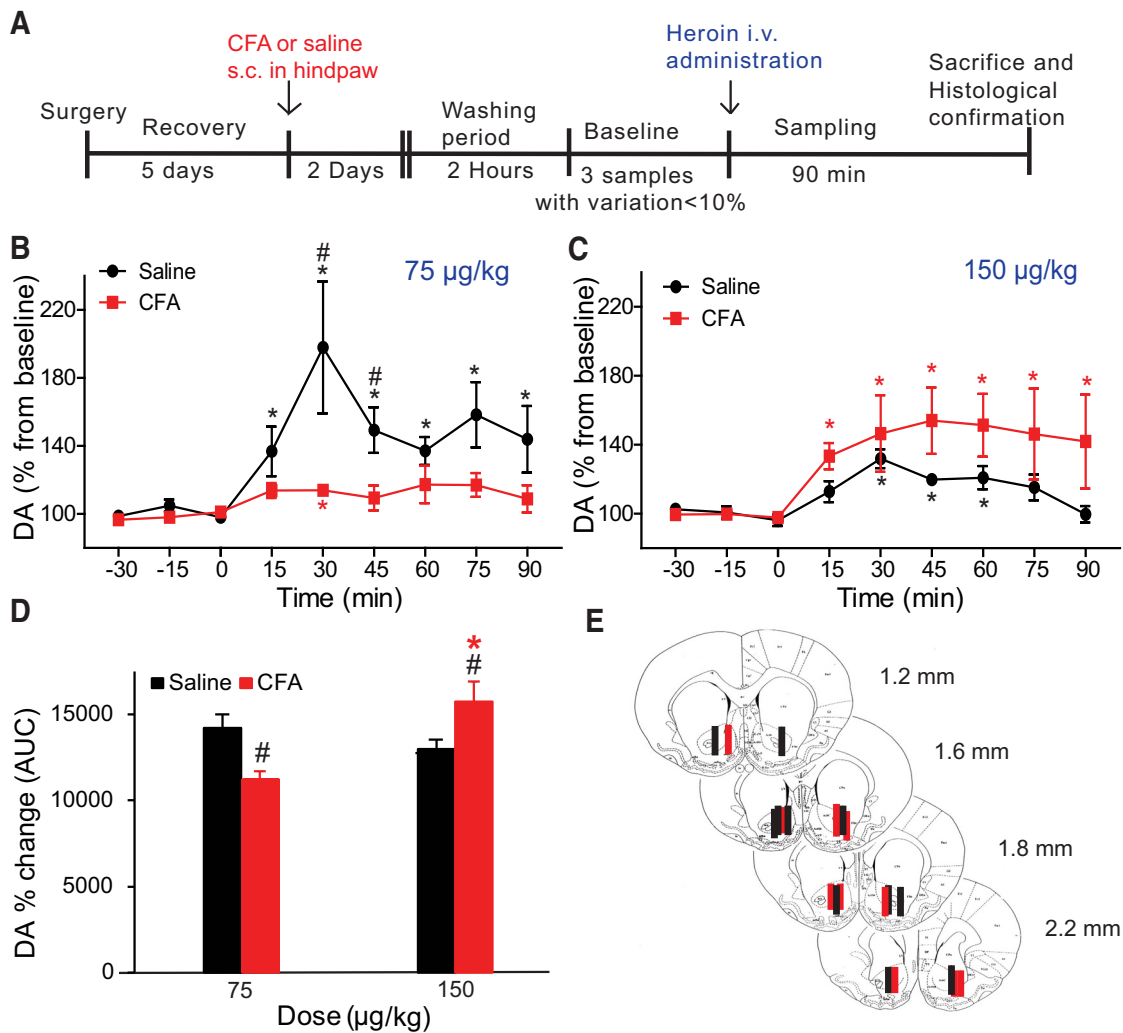 A
CFA or saline
s.c. in hindpaw
Heroin i.v.
administration
Sacrifice and
Histological
confirmation
Surgery
Recovery
Washing
period
Baseline
Sampling
5 days
2 Days
2 Hours
3 samples
with variation<10%
90 min
B
Saline
CFA
75 µg/kg
#
*
*
#
*
*
*
*
*
DA (% from baseline)
220
180
140
100
-30 -15 0 15 30 45 60 75 90
Time (min)
C
Saline
CFA
150 µg/kg
* * * * * *
* * *
DA (% from baseline)
220
180
140
100
-30 -15 0 15 30 45 60 75 90
Time (min)
D
Saline CFA
#
*
#
DA % change (AUC)
15000
10000
5000
0
75 150
Dose (µg/kg)
E
1.2 mm
1.6 mm
1.8 mm
2.2 mm